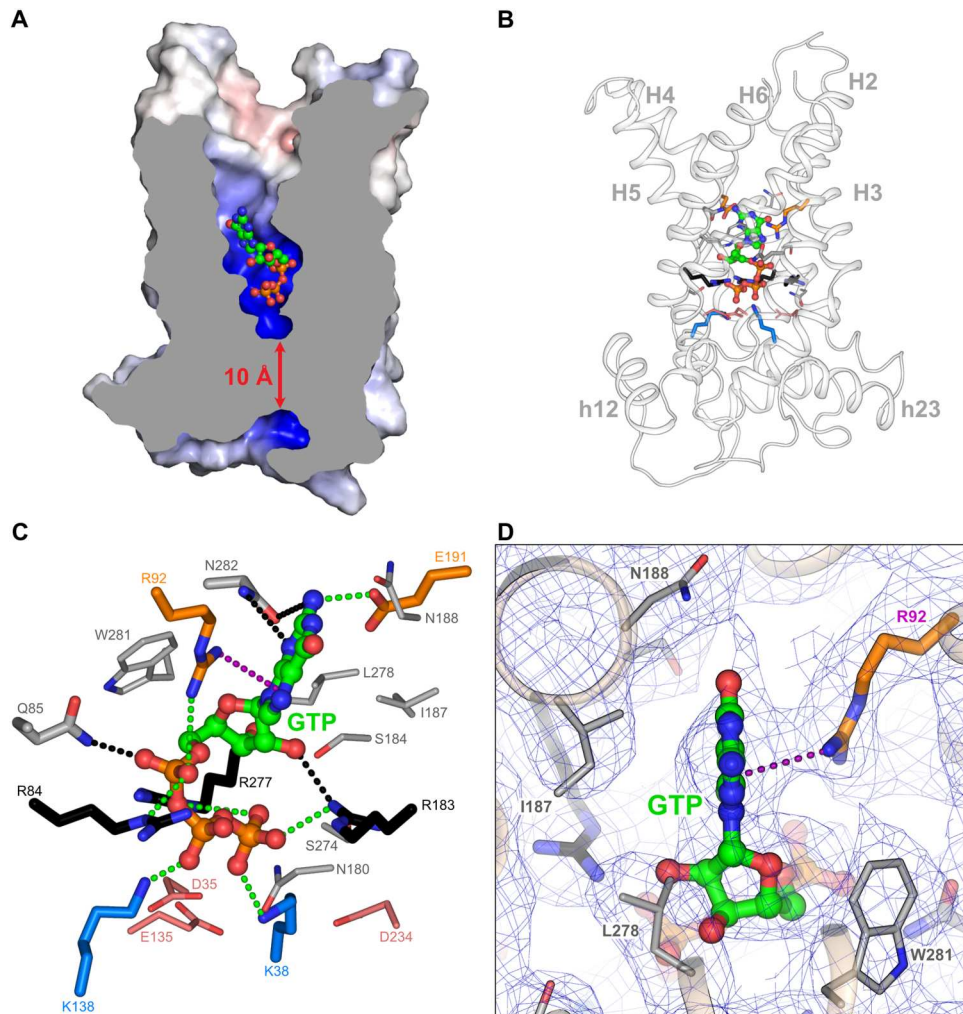 A
B
10 Å
H4
H6
H2
H5
H3
h12
h23
C
D
N282
E191
R92
N188
W281
L278
I187
Q85
GTP
S184
R277
R84
R183
S274
N180
D35
E135
D234
K38
K138
N188
R92
I187
GTP
L278
W281